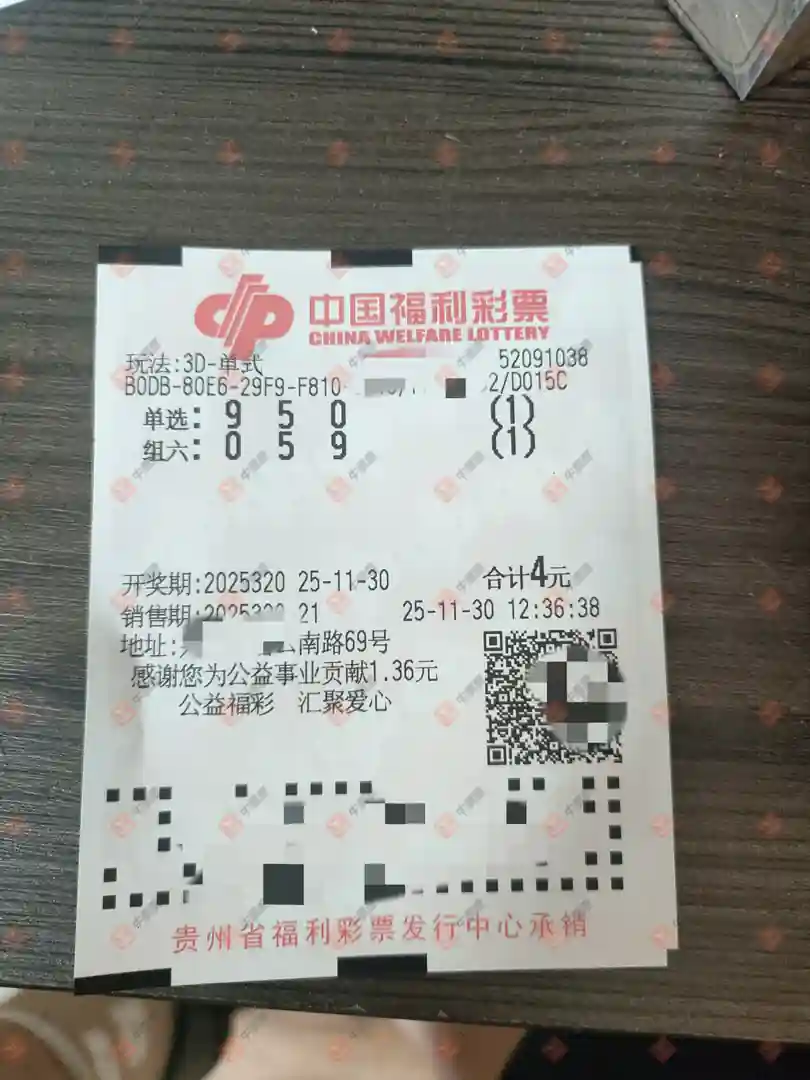 中国福利彩票
CHINA WELFARE LOTTERY
玩法:3D-单式 52091038
B0DB-80E6-29F9-F810- 2/D015C
单选: 9 5 0 (1)
组六: 0 5 9 (1)
开奖期:2025320 25-11-30 合计4元
销售期: 21 25-11-30 12:36:38
地址: 南路69号
感谢您为公益事业贡献1.36元
公益福彩 汇聚爱心
贵州省福利彩票发行中心承销